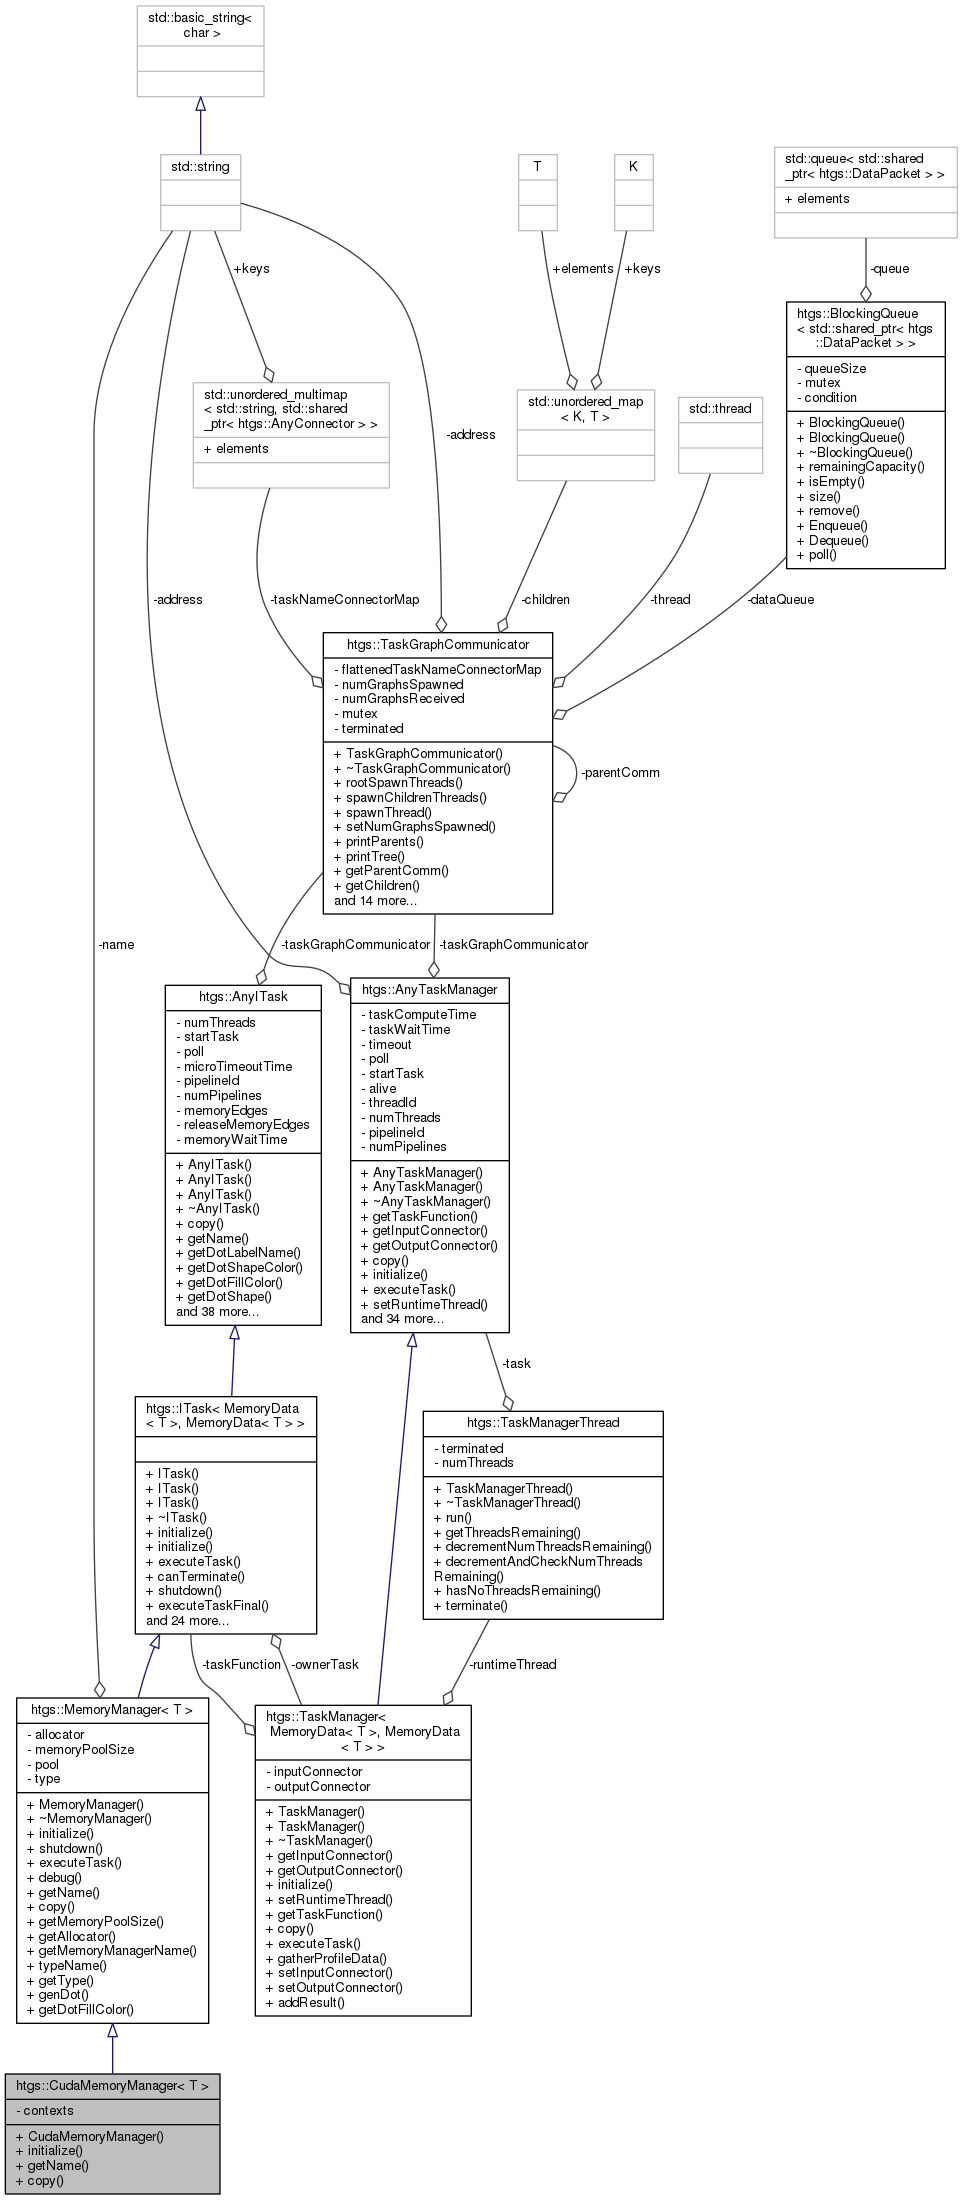 std::basic_string<
char >
std::string
T
K
std::queue< std::shared
_ptr< htgs::DataPacket > >
+ elements
+keys
+elements
+keys
-queue
htgs::BlockingQueue
< std::shared_ptr< htgs
::DataPacket > >
- queueSize
- mutex
- condition
+ BlockingQueue()
+ BlockingQueue()
+ ~BlockingQueue()
+ remainingCapacity()
+ isEmpty()
+ size()
+ remove()
+ Enqueue()
+ Dequeue()
+ poll()
std::unordered_multimap
< std::string, std::shared
_ptr< htgs::AnyConnector > >
+ elements
std::unordered_map
< K, T >
std::thread
-address
-address
-taskNameConnectorMap
-children
-thread
-dataQueue
htgs::TaskGraphCommunicator
- flattenedTaskNameConnectorMap
- numGraphsSpawned
- numGraphsReceived
- mutex
- terminated
+ TaskGraphCommunicator()
+ ~TaskGraphCommunicator()
+ rootSpawnThreads()
+ spawnChildrenThreads()
+ spawnThread()
+ setNumGraphsSpawned()
+ printParents()
+ printTree()
+ getParentComm()
+ getChildren()
and 14 more...
-parentComm
-name
-taskGraphCommunicator
-taskGraphCommunicator
htgs::AnyITask
- numThreads
- startTask
- poll
- microTimeoutTime
- pipelineId
- numPipelines
- memoryEdges
- releaseMemoryEdges
- memoryWaitTime
+ AnyITask()
+ AnyITask()
+ AnyITask()
+ ~AnyITask()
+ copy()
+ getName()
+ getDotLabelName()
+ getDotShapeColor()
+ getDotFillColor()
+ getDotShape()
and 38 more...
htgs::AnyTaskManager
- taskComputeTime
- taskWaitTime
- timeout
- poll
- startTask
- alive
- threadId
- numThreads
- pipelineId
- numPipelines
+ AnyTaskManager()
+ AnyTaskManager()
+ ~AnyTaskManager()
+ getTaskFunction()
+ getInputConnector()
+ getOutputConnector()
+ copy()
+ initialize()
+ executeTask()
+ setRuntimeThread()
and 34 more...
-task
htgs::ITask< MemoryData
< T >, MemoryData< T > >
+ ITask()
+ ITask()
+ ITask()
+ ~ITask()
+ initialize()
+ initialize()
+ executeTask()
+ canTerminate()
+ shutdown()
+ executeTaskFinal()
and 24 more...
htgs::TaskManagerThread
- terminated
- numThreads
+ TaskManagerThread()
+ ~TaskManagerThread()
+ run()
+ getThreadsRemaining()
+ decrementNumThreadsRemaining()
+ decrementAndCheckNumThreads
Remaining()
+ hasNoThreadsRemaining()
+ terminate()
-taskFunction
-ownerTask
-runtimeThread
htgs::MemoryManager< T >
- allocator
- memoryPoolSize
- pool
- type
+ MemoryManager()
+ ~MemoryManager()
+ initialize()
+ shutdown()
+ executeTask()
+ debug()
+ getName()
+ copy()
+ getMemoryPoolSize()
+ getAllocator()
+ getMemoryManagerName()
+ typeName()
+ getType()
+ genDot()
+ getDotFillColor()
htgs::TaskManager<
MemoryData< T >, MemoryData
< T > >
- inputConnector
- outputConnector
+ TaskManager()
+ TaskManager()
+ ~TaskManager()
+ getInputConnector()
+ getOutputConnector()
+ initialize()
+ setRuntimeThread()
+ getTaskFunction()
+ copy()
+ executeTask()
+ gatherProfileData()
+ setInputConnector()
+ setOutputConnector()
+ addResult()
htgs::CudaMemoryManager< T >
- contexts
+ CudaMemoryManager()
+ initialize()
+ getName()
+ copy()